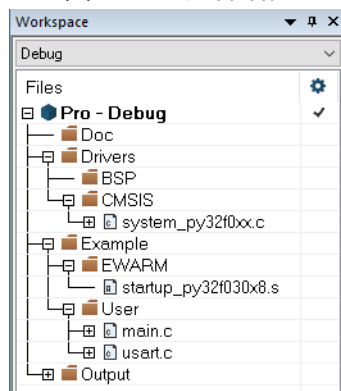 Workspace
Debug
Files
Pro - Debug
Doc
Drivers
BSP
CMSIS
system_py32f0xx.c
Example
EWARM
startup_py32f030x8.s
User
main.c
usart.c
Output